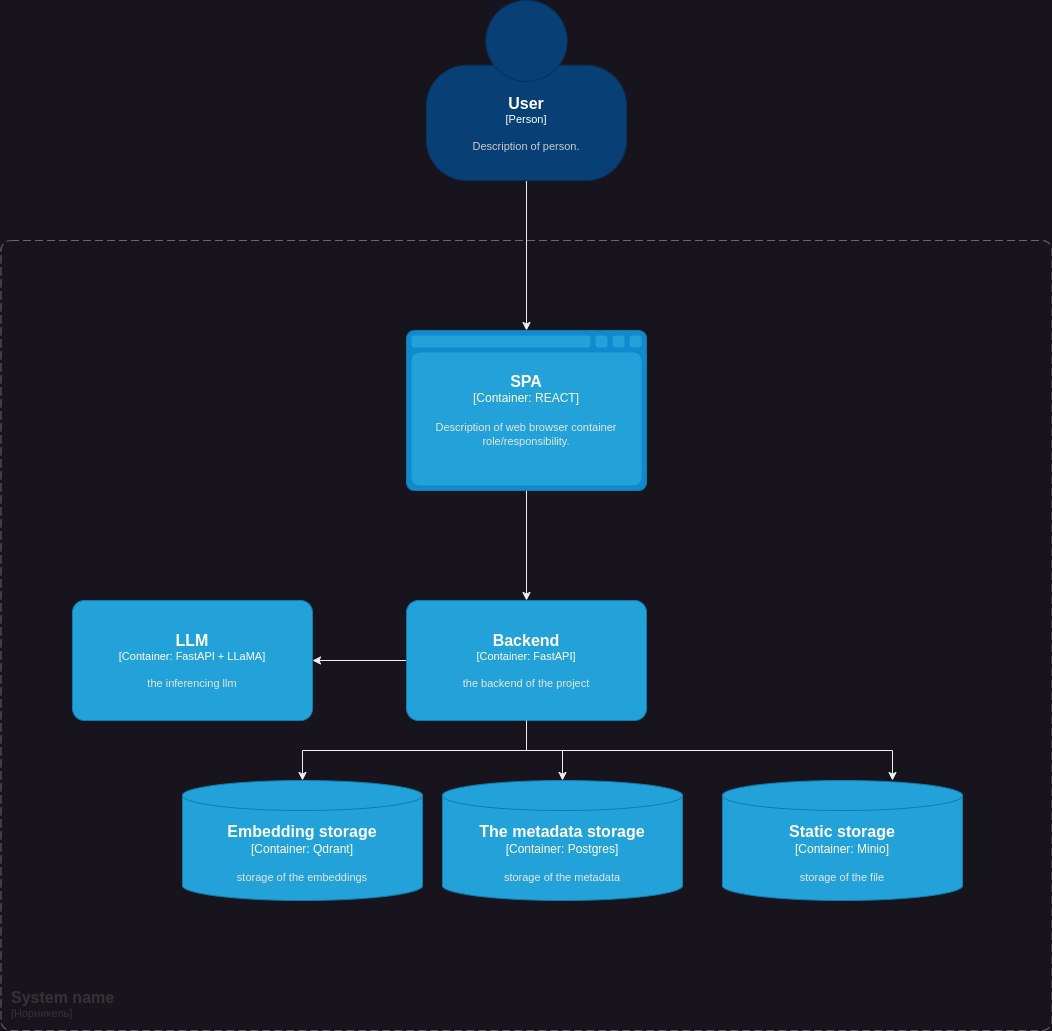 User
[Person]
Description of person.
SPA
[Container: REACT]
Description of web browser container
role/responsibility.
LLM
[Container: FastAPI + LLaMA]
the inferencing llm
Backend
[Container: FastAPI]
the backend of the project
Embedding storage
[Container: Qdrant]
storage of the embeddings
The metadata storage
[Container: Postgres]
storage of the metadata
Static storage
[Container: Minio]
storage of the file
System name
[Норникель]